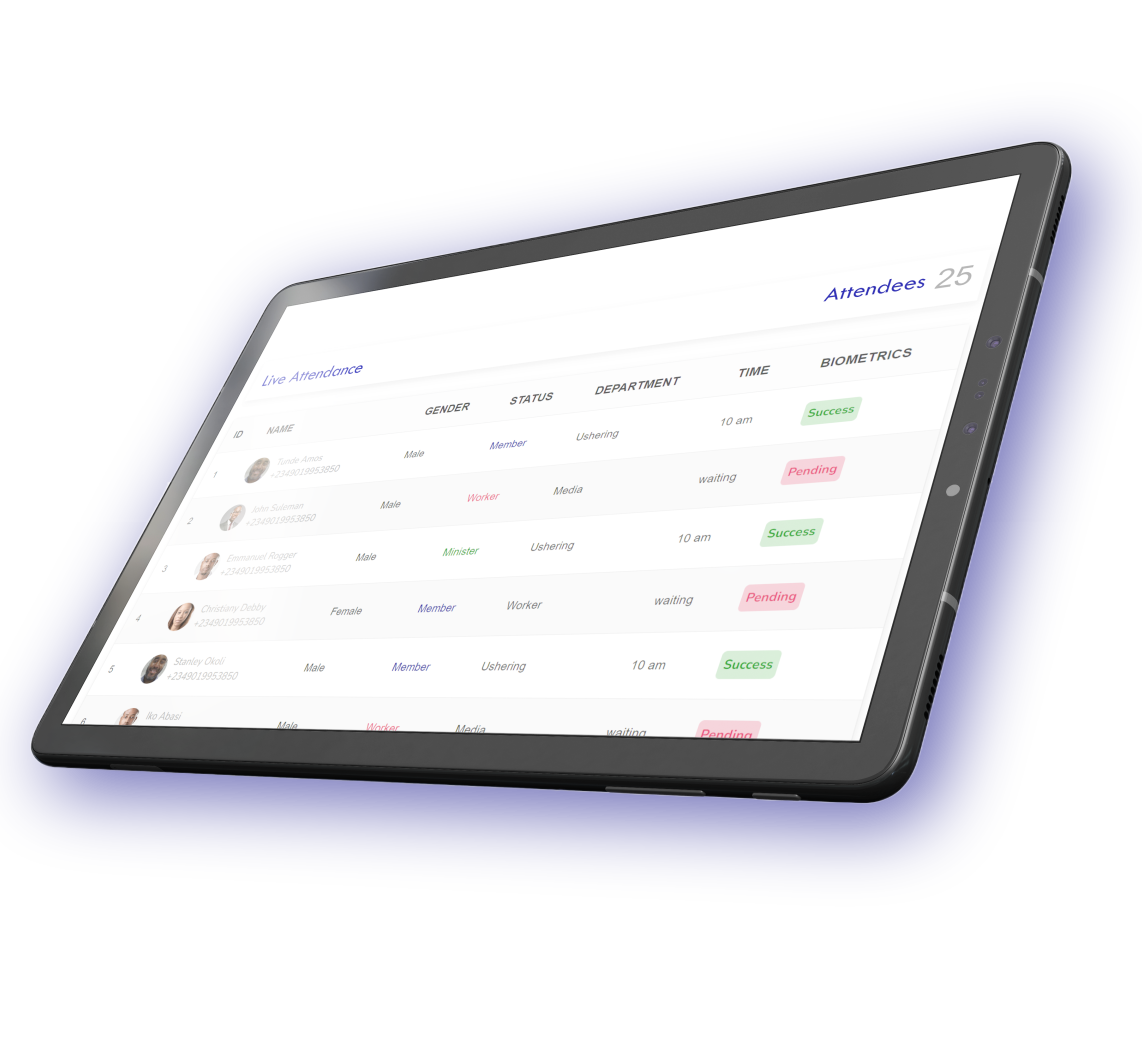 Live Attendance
Attendees 25
ID NAME GENDER STATUS DEPARTMENT TIME BIOMETRICS
1 Tunde Amos Male Member Ushering 10 am Success
+2349019953850
2 John Suleman Male Worker Media waiting Pending
+2349019953850
3 Emmanuel Rogger Male Minister Ushering 10 am Success
+2349019953850
4 Christiany Debby Female Member Worker waiting Pending
+2349019953850
5 Stanley Okoli Male Member Ushering 10 am Success
+2349019953850
6 Iko Abasi Male Worker Media waiting Pending